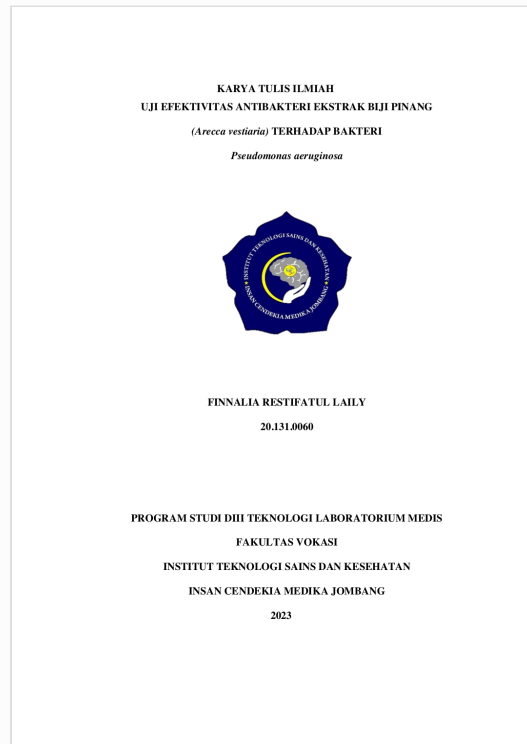 KARYA TULIS ILMIAH
UJI EFEKTIVITAS ANTIBAKTERI EKSTRAK BIJI PINANG
(Arecca vestiaria) TERHADAP BAKTERI
Pseudomonas aeruginosa
INSTITUT TEKNOLOGI SAINS DAN KESEHATAN
INSAN CENDEKIA MEDIKA JOMBANG
FINNALIA RESTIFATUL LAILY
20.131.0060
PROGRAM STUDI DIII TEKNOLOGI LABORATORIUM MEDIS
FAKULTAS VOKASI
INSTITUT TEKNOLOGI SAINS DAN KESEHATAN
INSAN CENDEKIA MEDIKA JOMBANG
2023